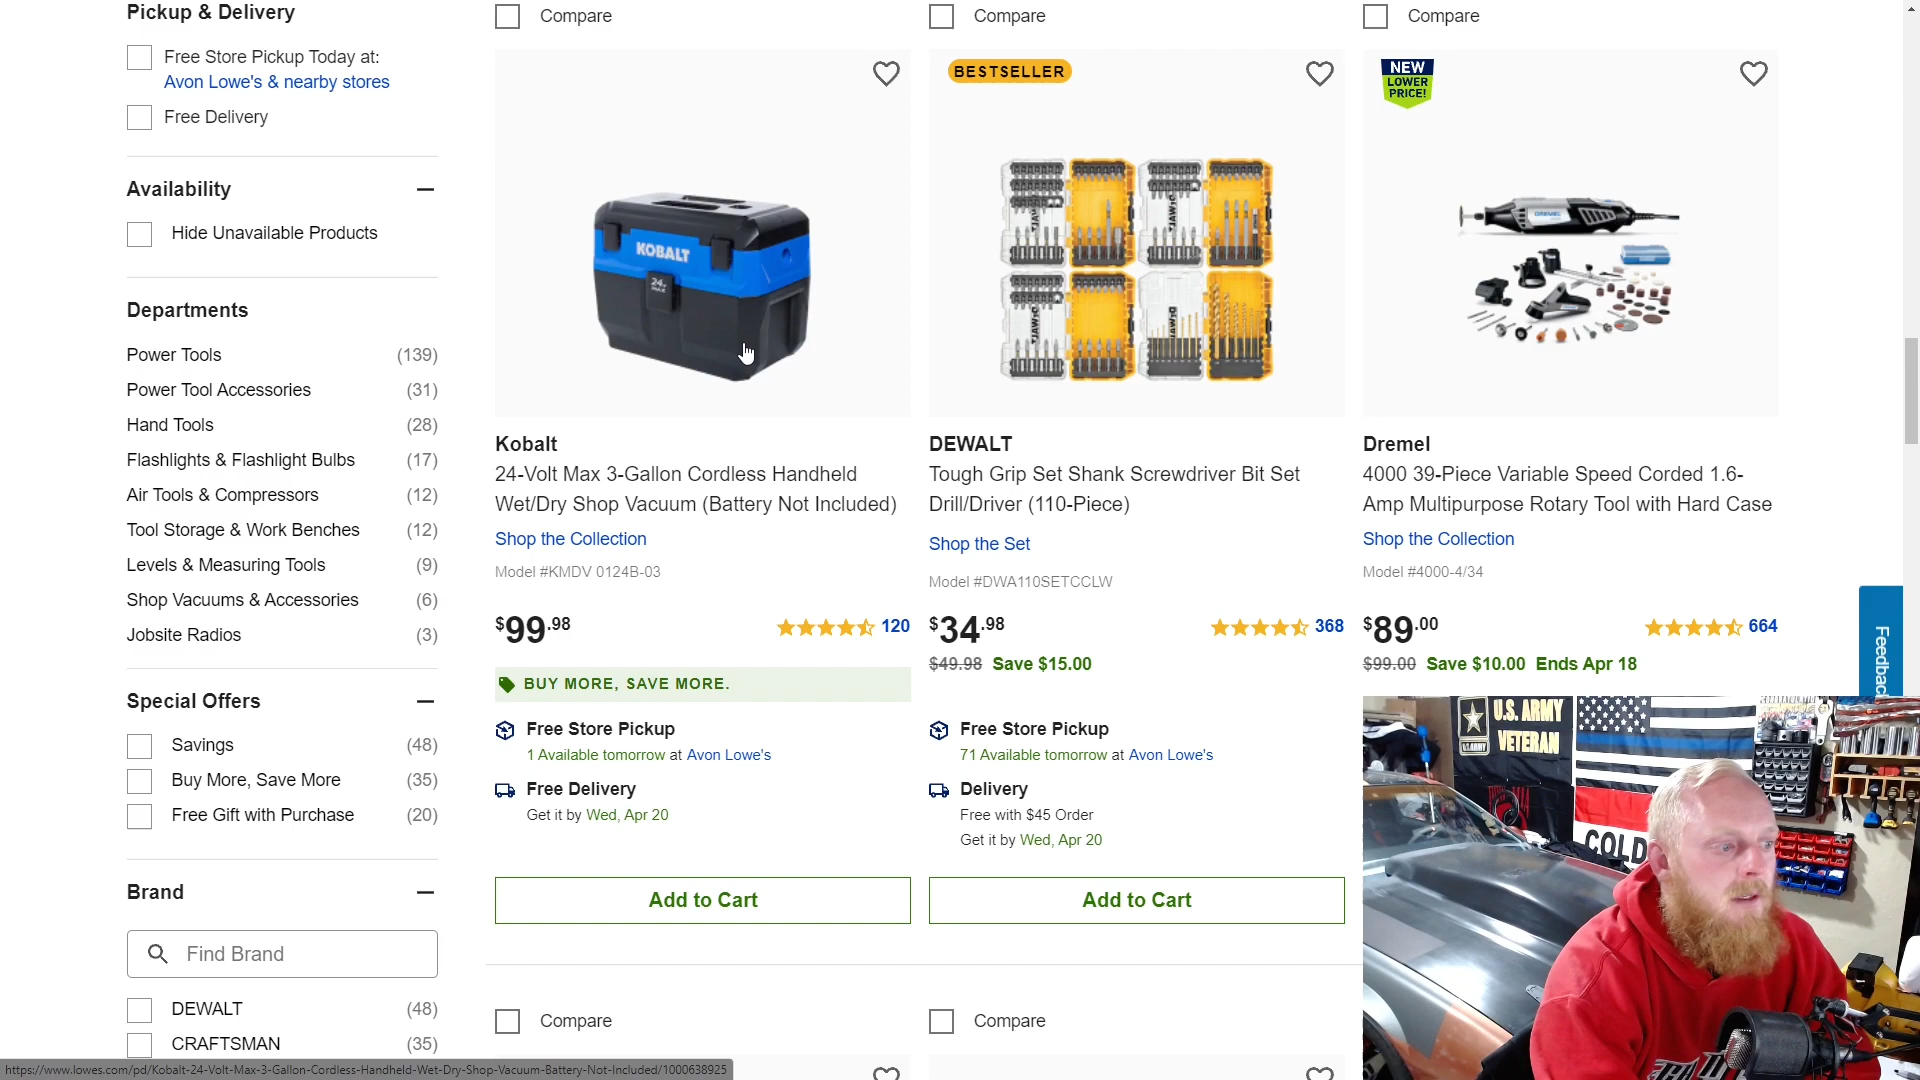 Pickup & Delivery
Free Store Pickup Today at:
Avon Lowe's & nearby stores
Free Delivery
Availability
Hide Unavailable Products
Departments
Power Tools (139)
Power Tool Accessories (31)
Hand Tools (28)
Flashlights & Flashlight Bulbs (17)
Air Tools & Compressors (12)
Tool Storage & Work Benches (12)
Levels & Measuring Tools (9)
Shop Vacuums & Accessories (6)
Jobsite Radios (3)
Special Offers
Savings (48)
Buy More, Save More (35)
Free Gift with Purchase (20)
Brand
Find Brand
DEWALT (48)
CRAFTSMAN (35)
Compare
KOBALT
24V
MAX
Kobalt
24-Volt Max 3-Gallon Cordless Handheld
Wet/Dry Shop Vacuum (Battery Not Included)
Shop the Collection
Model #KMDV 0124B-03
$99.98
120
BUY MORE, SAVE MORE.
Free Store Pickup
1 Available tomorrow at Avon Lowe's
Free Delivery
Get it by Wed, Apr 20
Add to Cart
Compare
Compare
BESTSELLER
DEWALT
Tough Grip Set Shank Screwdriver Bit Set
Drill/Driver (110-Piece)
Shop the Set
Model #DWA110SETCCLW
$34.98
368
$49.98 Save $15.00
Free Store Pickup
71 Available tomorrow at Avon Lowe's
Delivery
Free with $45 Order
Get it by Wed, Apr 20
Add to Cart
Compare
Compare
NEW
LOWER
PRICE!
DREMEL
Dremel
4000 39-Piece Variable Speed Corded 1.6-
Amp Multipurpose Rotary Tool with Hard Case
Shop the Collection
Model #4000-4/34
$89.00
664
$99.00 Save $10.00 Ends Apr 18
Feedbac
U.S. ARMY
VETERAN
COLD
https://www.lowes.com/pd/Kobalt-24-Volt-Max-3-Gallon-Cordless-Handheld-Wet-Dry-Shop-Vacuum-Battery-Not-Included/1000638925